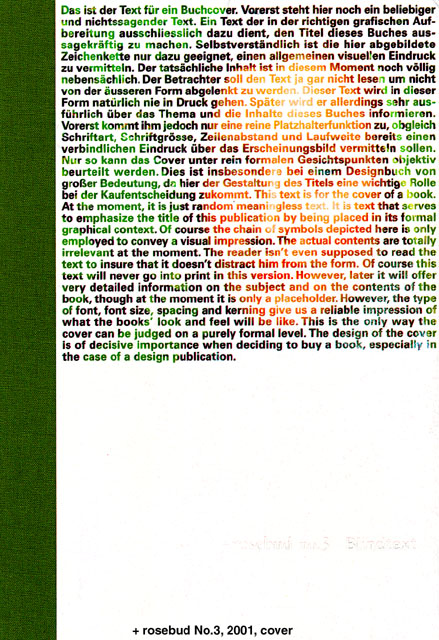 Das ist der Text für ein Buchcover. Vorerst steht hier noch ein beliebiger
und nichtssagender Text. Ein Text der in der richtigen grafischen Auf-
bereitung ausschliesslich dazu dient, den Titel dieses Buches aus-
sagekräftig zu machen. Selbstverständlich ist die hier abgebildete
Zeichenkette nur dazu geeignet, einen allgemeinen visuellen Eindruck
zu vermitteln. Der tatsächliche Inhalt ist in diesem Moment noch völlig
nebensächlich. Der Betrachter soll den Text ja gar nicht lesen um nicht
von der äusseren Form abgelenkt zu werden. Dieser Text wird in dieser
Form natürlich nie in Druck gehen. Später wird er allerdings sehr aus-
führlich über das Thema und die Inhalte dieses Buches informieren.
Vorerst kommt ihm jedoch nur eine reine Platzhalterfunktion zu, obgleich
Schriftart, Schriftgrösse, Zeilenabstand und Laufweite bereits einen
verbindlichen Eindruck über das Erscheinungsbild vermitteln sollen.
Nur so kann das Cover unter rein formalen Gesichtspunkten objektiv
beurteilt werden. Dies ist insbesondere bei einem Designbuch von
großer Bedeutung, da hier der Gestaltung des Titels eine wichtige Rolle
bei der Kaufentscheidung zukommt. This text is for the cover of a book.
At the moment, it is just random meaningless text. It is text that serves
to emphasize the title of this publication by being placed in its formal
graphical context. Of course the chain of symbols depicted here is only
employed to convey a visual impression. The actual contents are totally
irrelevant at the moment. The reader isn't even supposed to read the
text to insure that it doesn't distract him from the form. Of course this
text will never go into print in this version. However, later it will offer
very detailed information on the subject and on the contents of the
book, though at the moment it is only a placeholder. However, the type
of font, font size, spacing and kerning give us a reliable impression of
what the books' look and feel will be like. This is the only way the
cover can be judged on a purely formal level. The design of the cover
is of decisive importance when deciding to buy a book, especially in
the case of a design publication.
+ rosebud No.3, 2001, cover